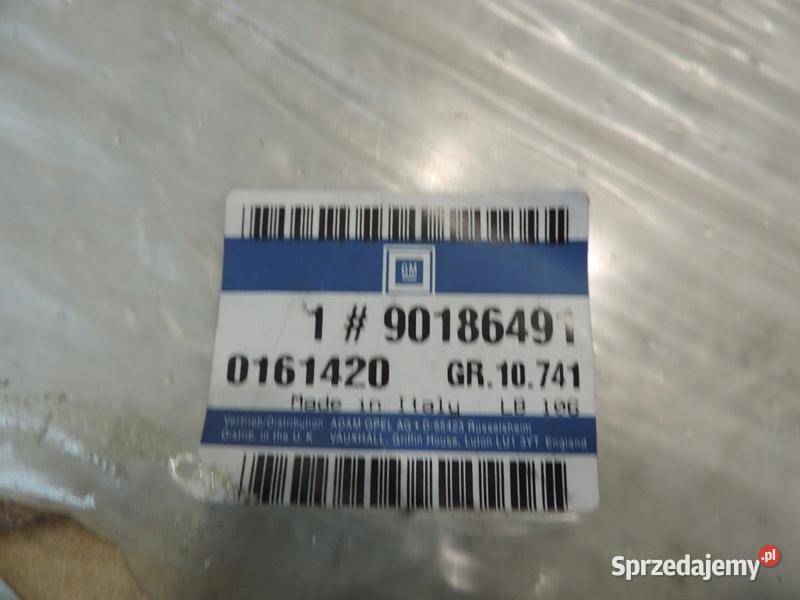 GM
1 # 90186491
0161420 GR.10.741
Made in Italy LB 10G
Vertrieb/Distribution ADAM OPEL AG D-65423 Rüsselsheim
Distrib. in the U. K. VAUXHALL, Griffin House, Luton LU1 3YT, England
Sprzedajemy.pl